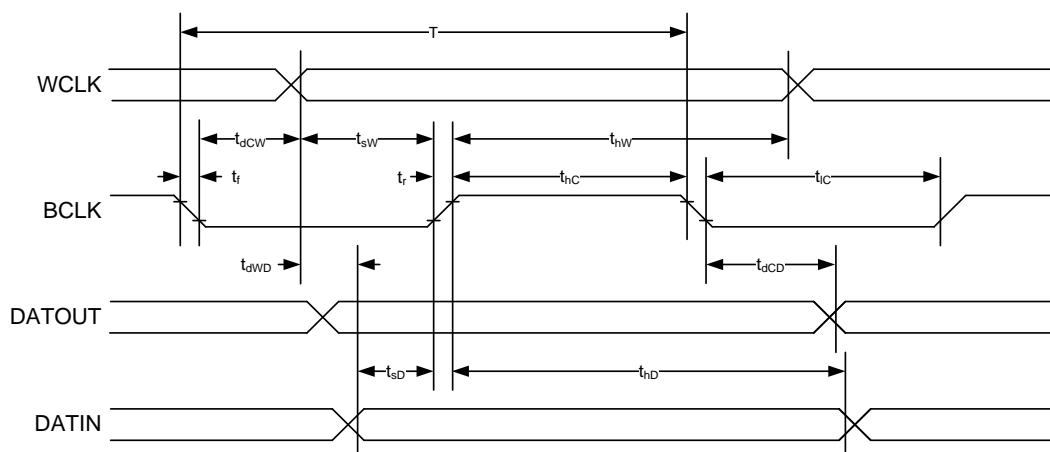 T
WCLK
tdCW
tsW
thW
tf
tr
thC
tlC
BCLK
tdWD
tdCD
DATOUT
tsD
thD
DATIN